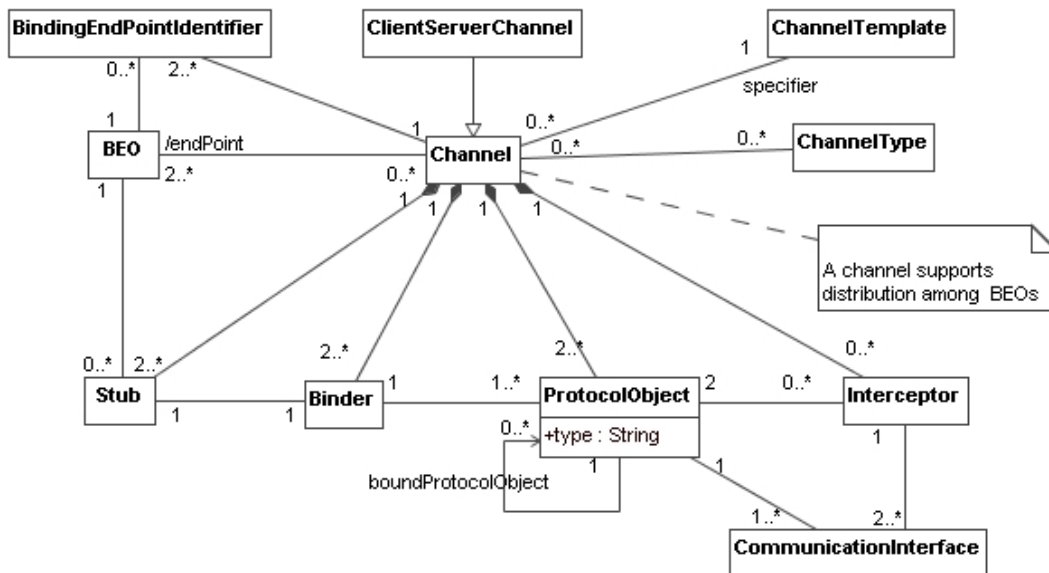 BindingEndPointIdentifier
ClientServerChannel
ChannelTemplate
0..*
2..*
1
specifier
1
/endPoint
1
0..*
BEO
Channel
0..*
0..*
ChannelType
1
2..*
0..*
1
1
1
1
A channel supports
distribution among BEOs
0..*
2..*
2..*
2..*
0..*
Stub
1
1
Binder
1
1..*
ProtocolObject
2
0..*
Interceptor
+type : String
0..*
1
boundProtocolObject
1
1
1..*
2..*
CommunicationInterface